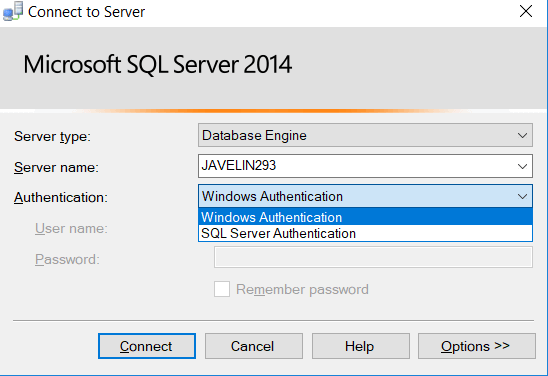 Connect to Server
Microsoft SQL Server 2014
Server type: Database Engine
Server name: JAVELIN293
Authentication: Windows Authentication
Windows Authentication
SQL Server Authentication
User name:
Password:
Remember password
Connect Cancel Help Options >>